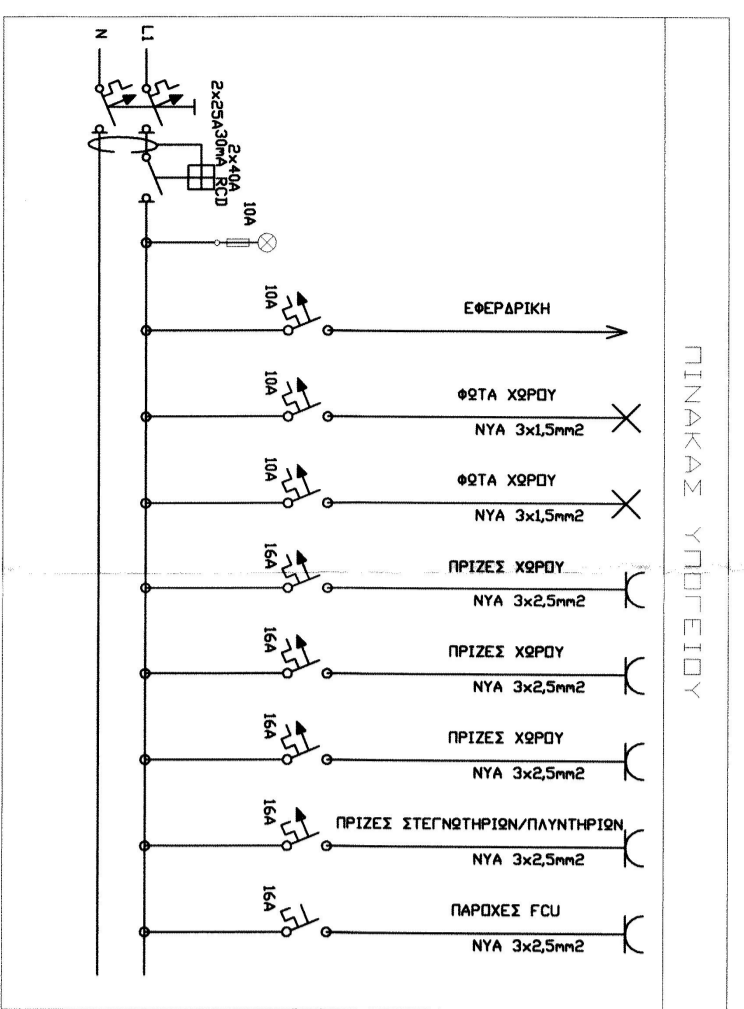 ΠΙΝΑΚΑΣ ΥΠΟΓΕΙΟΥ
N
L1
2x25A
30mA
2x40A
RCD
10A
10A
ΕΦΕΡΔΡΙΚΗ
10A
ΦΩΤΑ ΧΩΡΟΥ
NYA 3x1,5mm2
10A
ΦΩΤΑ ΧΩΡΟΥ
NYA 3x1,5mm2
16A
ΠΡΙΖΕΣ ΧΩΡΟΥ
NYA 3x2,5mm2
16A
ΠΡΙΖΕΣ ΧΩΡΟΥ
NYA 3x2,5mm2
16A
ΠΡΙΖΕΣ ΧΩΡΟΥ
NYA 3x2,5mm2
16A
ΠΡΙΖΕΣ ΣΤΕΓΝΩΤΗΡΙΩΝ/ΠΛΥΝΤΗΡΙΩΝ
NYA 3x2,5mm2
16A
ΠΑΡΟΧΕΣ FCU
NYA 3x2,5mm2